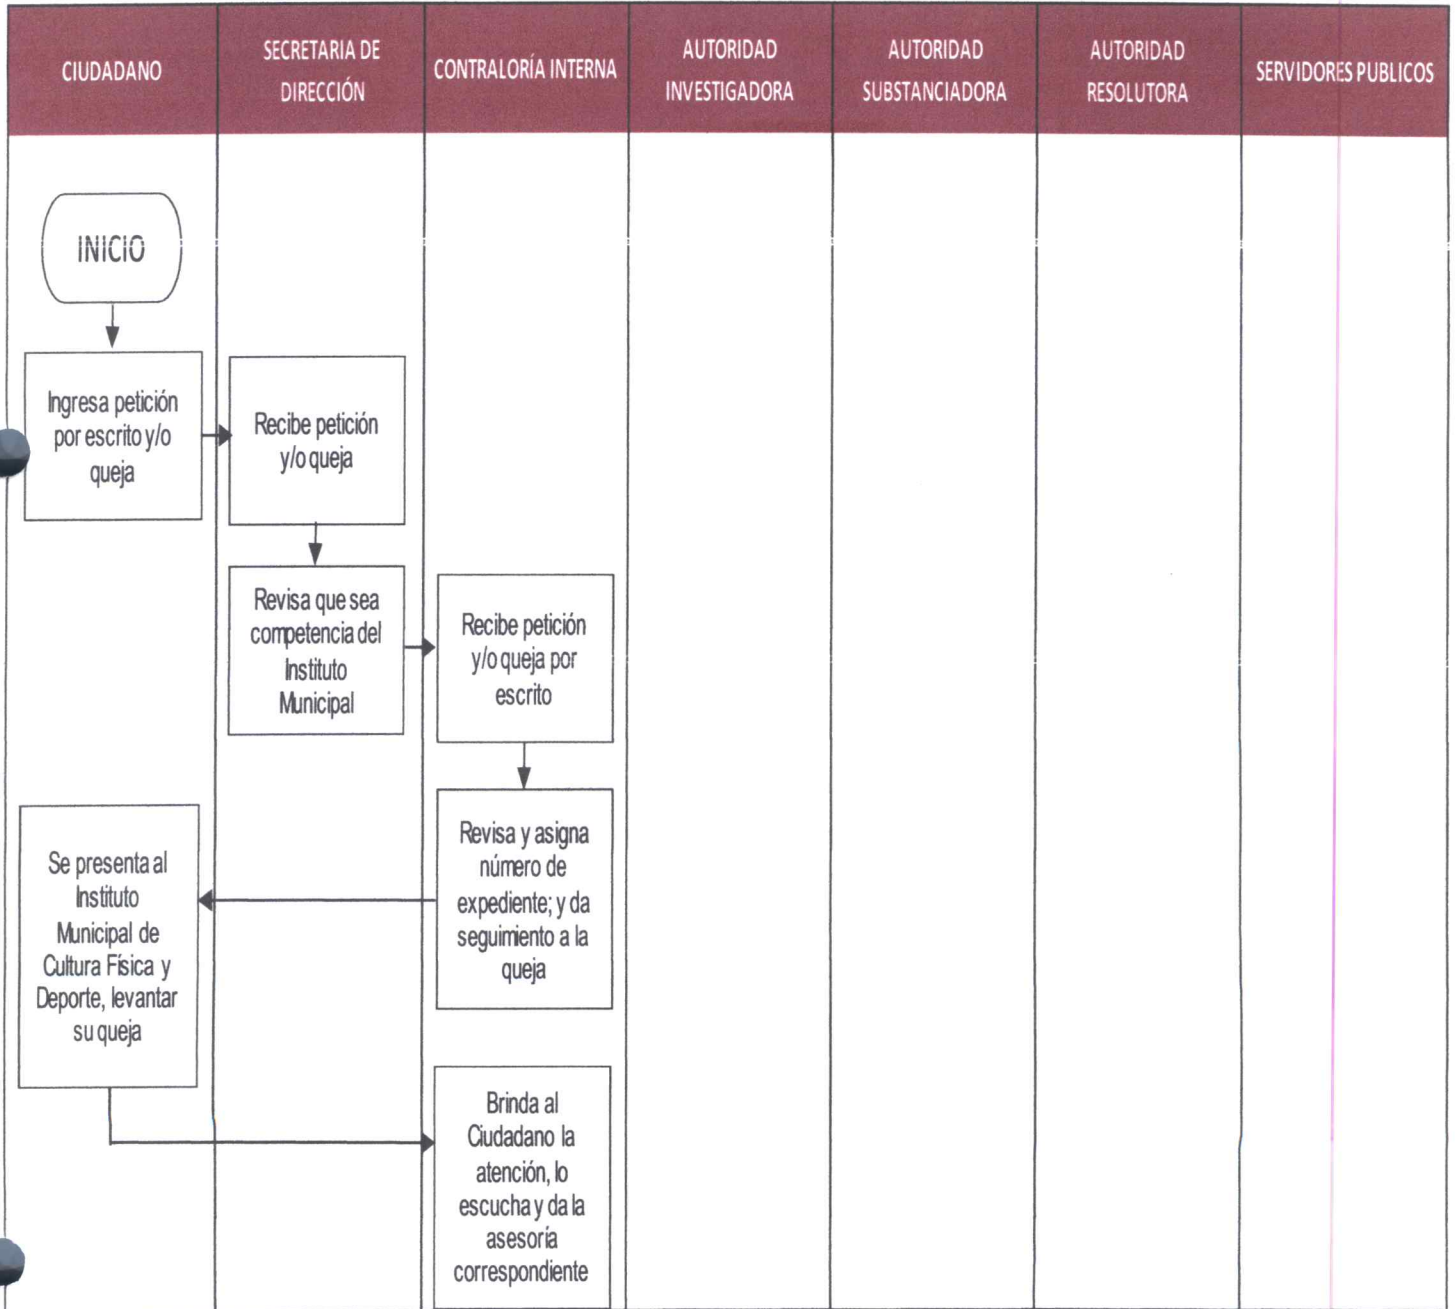 CIUDADANO
SECRETARIA DE
DIRECCIÓN
CONTRALORÍA INTERNA
AUTORIDAD
INVESTIGADORA
AUTORIDAD
SUBSTANCIADORA
AUTORIDAD
RESOLUTORA
SERVIDORES PUBLICOS
INICIO
Ingresa petición
por escrito y/o
queja
Recibe petición
y/o queja
Revisa que sea
competencia del
Instituto
Municipal
Recibe petición
y/o queja por
escrito
Revisa y asigna
número de
expediente; y da
seguimiento a la
queja
Se presenta al
Instituto
Municipal de
Cultura Física y
Deporte, levantar
su queja
Brinda al
Ciudadano la
atención, lo
escucha y da la
asesoría
correspondiente